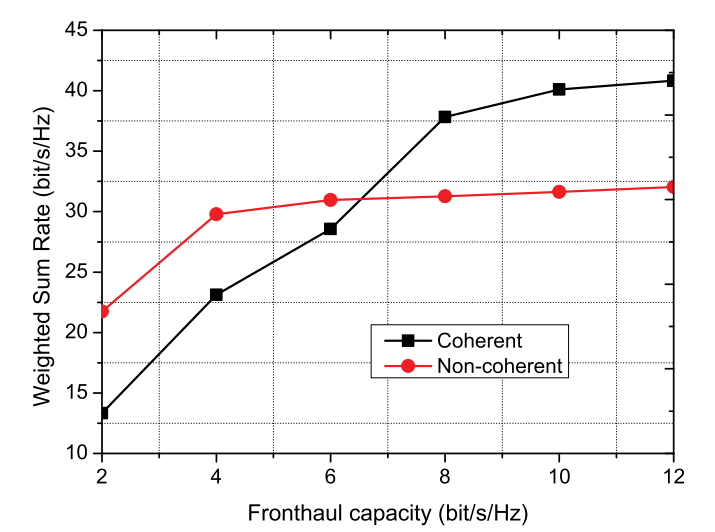 45
40
35
30
25
20
15
10
Weighted Sum Rate (bit/s/Hz)
Coherent
Non-coherent
2 4 6 8 10 12
Fronthaul capacity (bit/s/Hz)